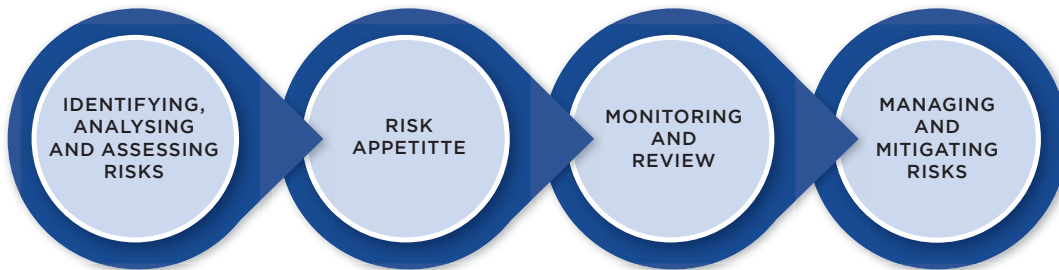 IDENTIFYING,
ANALYSING
AND ASSESSING
RISKS
RISK
APPETITTE
MONITORING
AND
REVIEW
MANAGING
AND
MITIGATING
RISKS